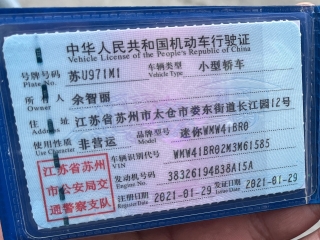 中华人民共和国机动车行驶证
Vehicle License of the People's Republic of China
号牌号码 苏U971M1 车辆类型 小型轿车
Plate No. Vehicle Type
所有人 余智丽
Owner
住址 江苏省苏州市太仓市娄东街道长江园12号
Address
使用性质 非营运 品牌型号 迷你WMW41BR0
Use Character Model
车辆识别代号 WMW41BR02M3M61585
VIN
江苏省苏州市公安局交通警察支队
发动机号码 38326194B38A15A
Engine No.
注册日期 2021-01-29 发证日期 2021-01-29
Register Date Issue Date